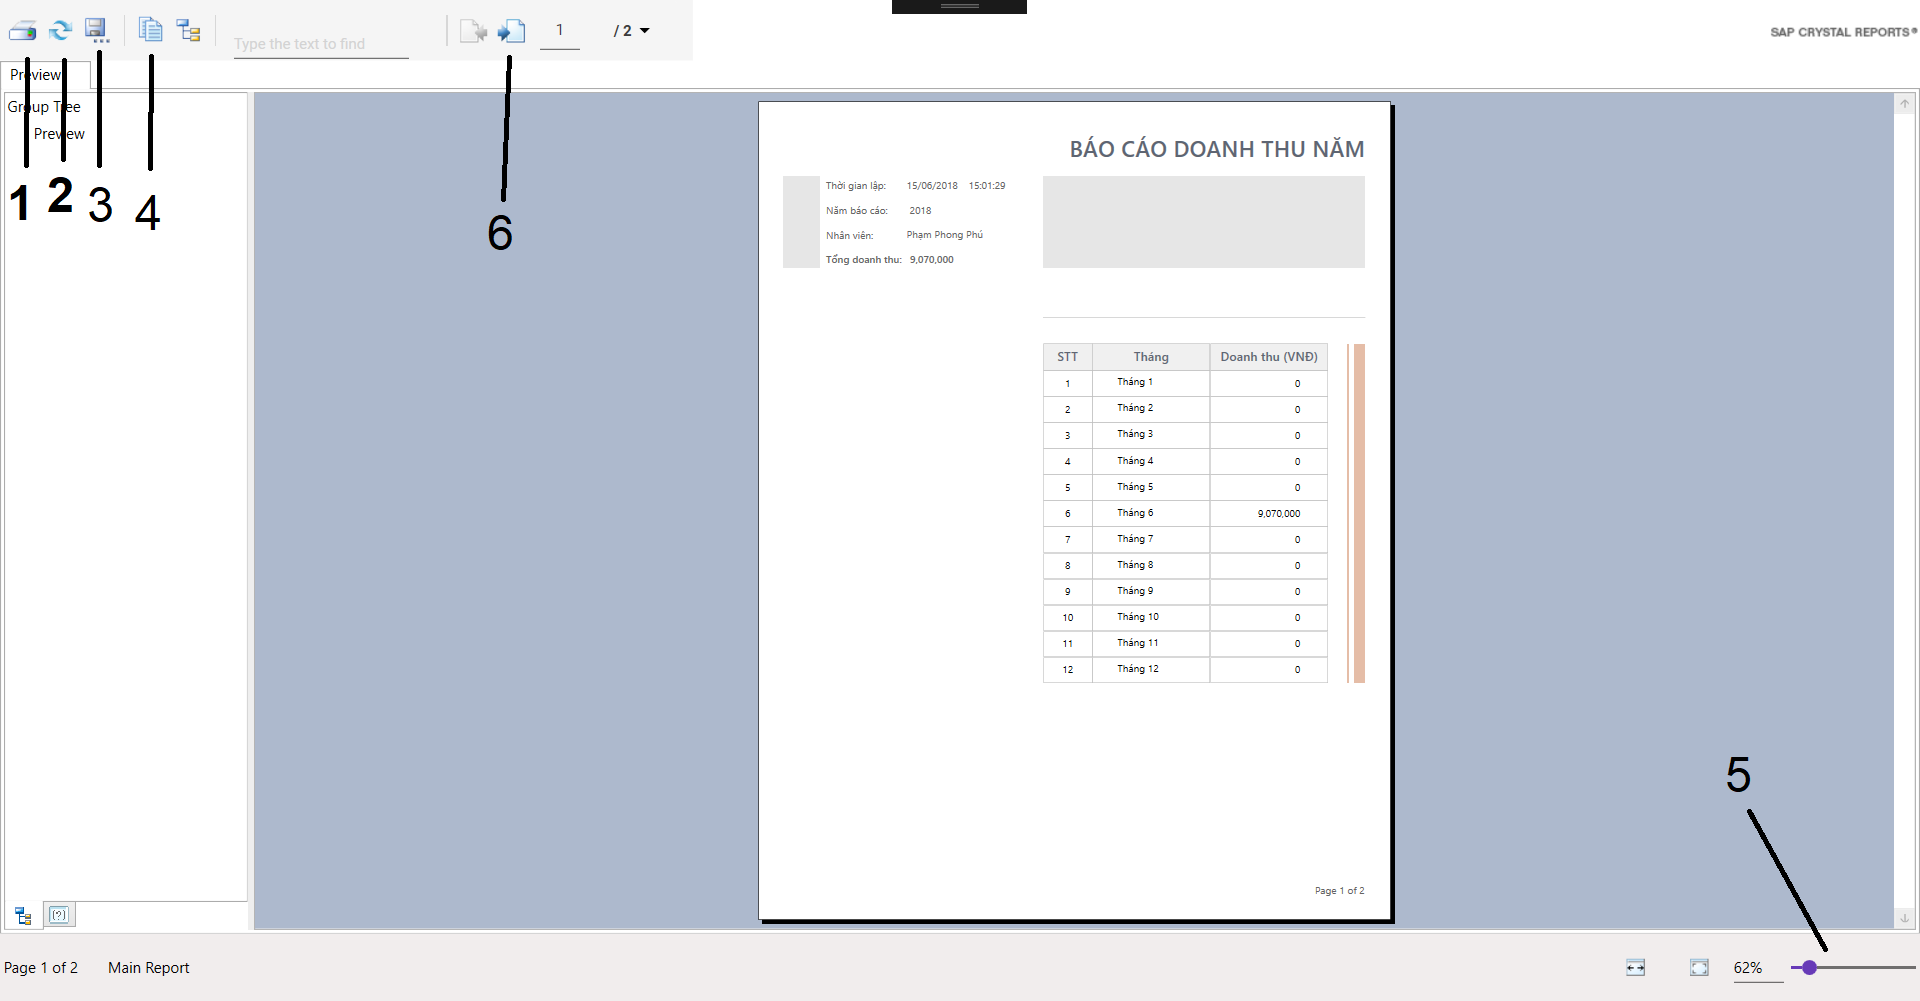 Type the text to find
1
/ 2
SAP CRYSTAL REPORTS®
Preview
Group Tree
Preview
1
2
3
4
6
BÁO CÁO DOANH THU NĂM
Thời gian lập: 15/06/2018 15:01:29
Năm báo cáo: 2018
Nhân viên: Phạm Phong Phú
Tổng doanh thu: 9,070,000
STT Tháng Doanh thu (VNĐ)
1 Tháng 1 0
2 Tháng 2 0
3 Tháng 3 0
4 Tháng 4 0
5 Tháng 5 0
6 Tháng 6 9,070,000
7 Tháng 7 0
8 Tháng 8 0
9 Tháng 9 0
10 Tháng 10 0
11 Tháng 11 0
12 Tháng 12 0
5
Page 1 of 2
Page 1 of 2 Main Report 62%